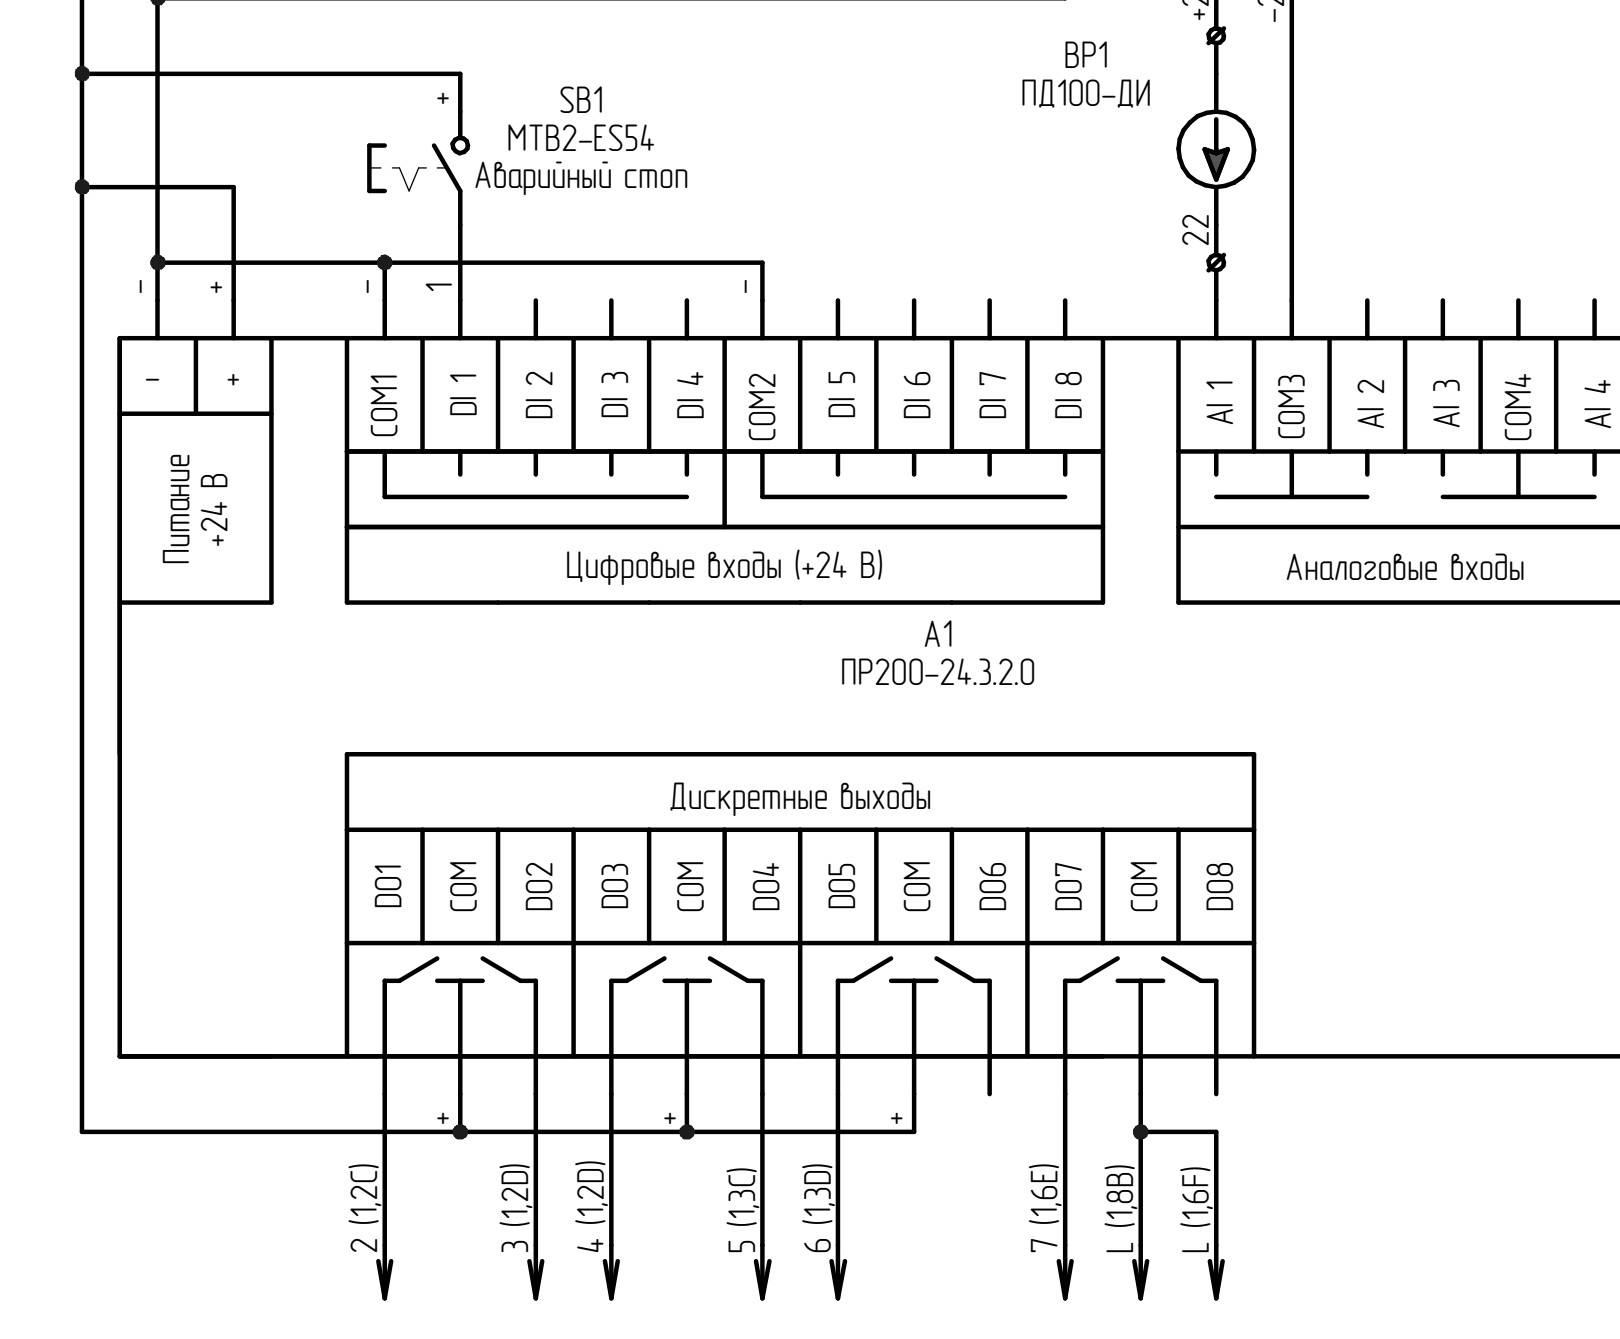 BP1
ПД100-ДИ
+
SB1
МТВ2-ES54
Аварийный стоп
22
-
+
-
1
-
-
+
COM1
DI 1
DI 2
DI 3
DI 4
COM2
DI 5
DI 6
DI 7
DI 8
AI 1
COM3
AI 2
AI 3
COM4
AI 4
Питание
+24 В
Цифровые входы (+24 В)
Аналоговые входы
A1
ПР200-24.3.2.0
Дискретные выходы
DO1
COM
DO2
DO3
COM
DO4
DO5
COM
DO6
DO7
COM
DO8
+
+
+
2 (1,2C)
3 (1,2D)
4 (1,2D)
5 (1,3C)
6 (1,3D)
7 (1,6E)
L (1,8B)
L (1,6F)